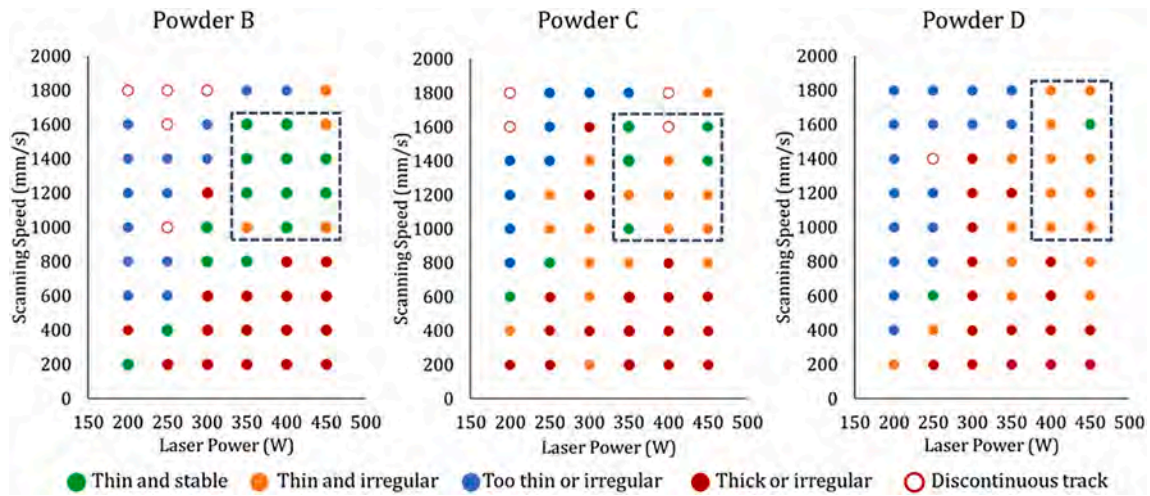 Powder B
Powder C
Powder D
Scanning Speed (mm/s)
2000
1800
1600
1400
1200
1000
800
600
400
200
0
150 200 250 300 350 400 450 500
Laser Power (W)
Scanning Speed (mm/s)
2000
1800
1600
1400
1200
1000
800
600
400
200
0
150 200 250 300 350 400 450 500
Laser Power (W)
Scanning Speed (mm/s)
2000
1800
1600
1400
1200
1000
800
600
400
200
0
150 200 250 300 350 400 450 500
Laser Power (W)
Thin and stable
Thin and irregular
Too thin or irregular
Thick or irregular
Discontinuous track